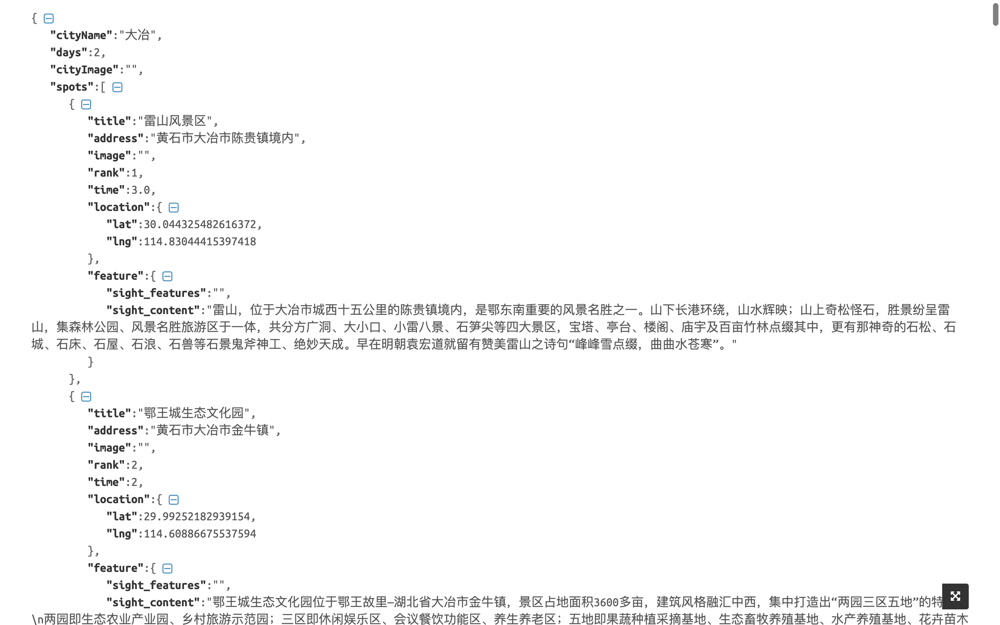 {
"cityName":"大冶",
"days":2,
"cityImage":"",
"spots":[
{
"title":"雷山风景区",
"address":"黄石市大冶市陈贵镇境内",
"image":"",
"rank":1,
"time":3.0,
"location":{
"lat":30.044325482616372,
"lng":114.83044415397418
},
"feature":{
"sight_features":"",
"sight_content":"雷山，位于大冶市城西十五公里的陈贵镇境内，是鄂东南重要的风景名胜之一。山下长港环绕，山水辉映；山上奇松怪石，胜景纷呈雷
山，集森林公园、风景名胜旅游区于一体，共分方广洞、大小口、小雷八景、石笋尖等四大景区，宝塔、亭台、楼阁、庙宇及百亩竹林点缀其中，更有那神奇的石松、石
城、石床、石屋、石浪、石兽等石景鬼斧神工、绝妙天成。早在明朝袁宏道就留有赞美雷山之诗句“峰峰雪点缀，曲曲水苍寒”。"
}
},
{
"title":"鄂王城生态文化园",
"address":"黄石市大冶市金牛镇",
"image":"",
"rank":2,
"time":2,
"location":{
"lat":29.99252182939154,
"lng":114.60886675537594
},
"feature":{
"sight_features":"",
"sight_content":"鄂王城生态文化园位于鄂王故里—湖北省大冶市金牛镇，景区占地面积3600多亩，建筑风格融汇中西，集中打造出“两园三区五地”的特
\n两园即生态农业产业园、乡村旅游示范园；三区即休闲娱乐区、会议餐饮功能区、养生养老区；五地即果蔬种植采摘基地、生态畜牧养殖基地、水产养殖基地、花卉苗木